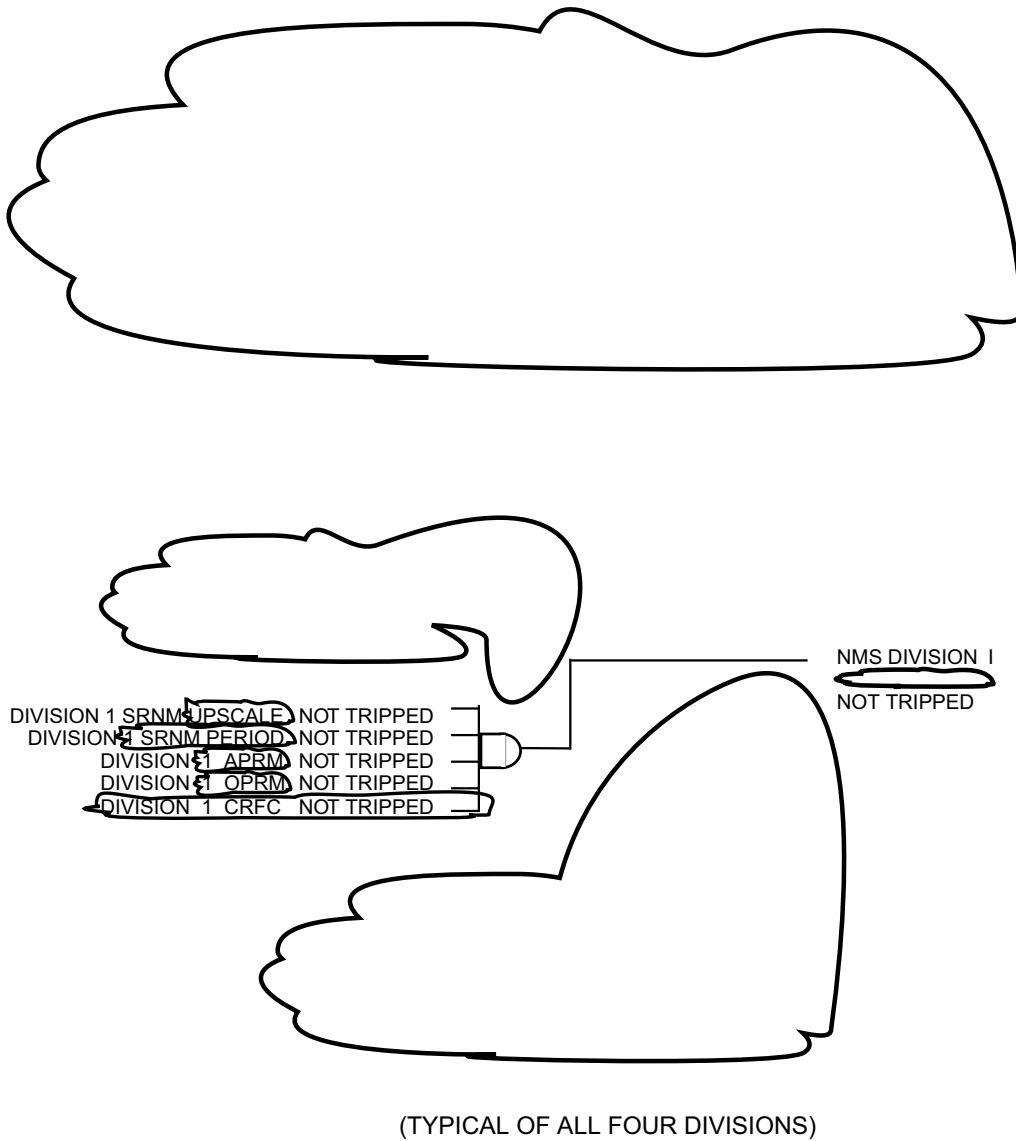 NMS DIVISION I
NOT TRIPPED
DIVISION 1 SRNM UPSCALE NOT TRIPPED
DIVISION 1 SRNM PERIOD NOT TRIPPED
DIVISION 1 APRM NOT TRIPPED
DIVISION 1 OPRM NOT TRIPPED
DIVISION 1 CRFC NOT TRIPPED
(TYPICAL OF ALL FOUR DIVISIONS)